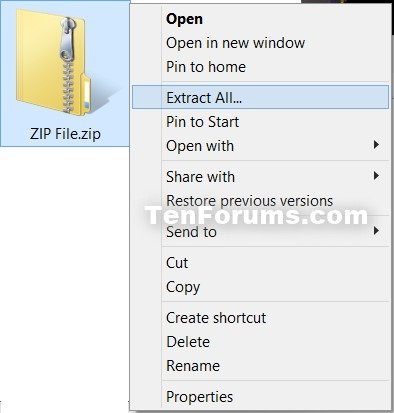 ZIP File.zip
Open
Open in new window
Pin to home
Extract All...
Pin to Start
Open with
Share with
Restore previous versions
TenForums.com
Send to
Cut
Copy
Create shortcut
Delete
Rename
Properties